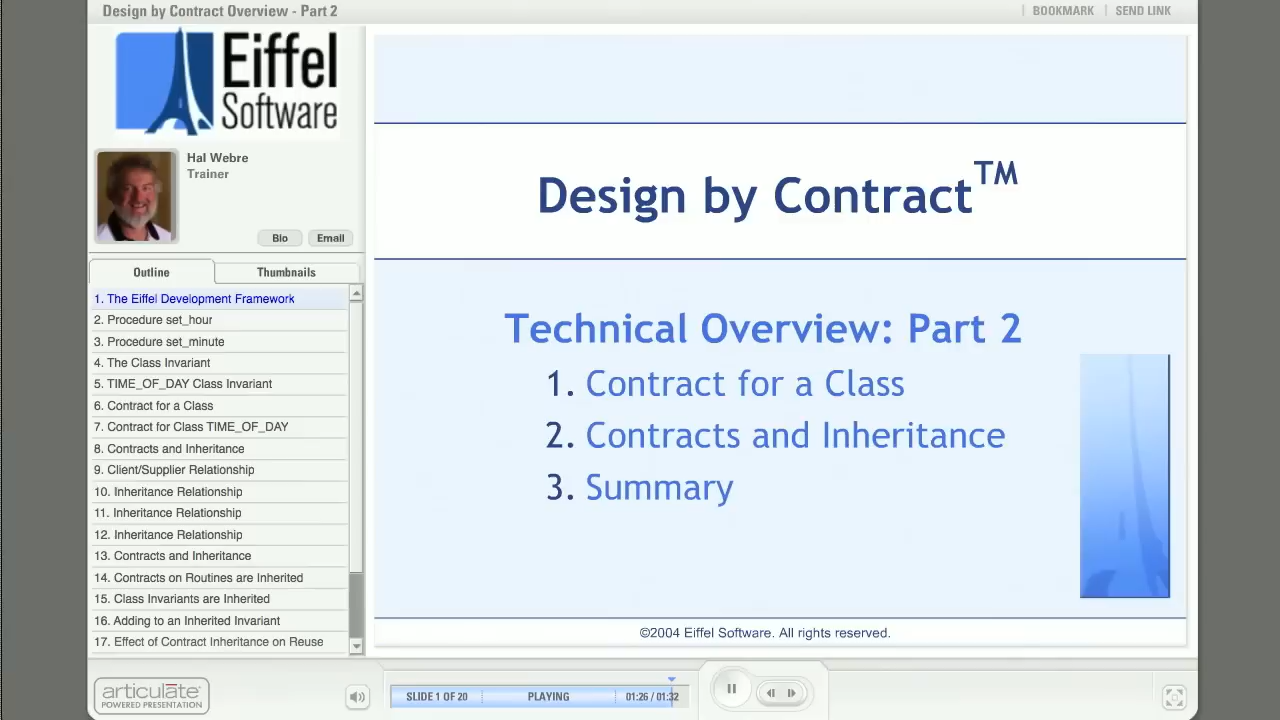 Design by Contract Overview - Part 2
BOOKMARK
SEND LINK
Eiffel
Software
Hal Webre
Trainer
Bio
Email
Outline
Thumbnails
1. The Eiffel Development Framework
2. Procedure set_hour
3. Procedure set_minute
4. The Class Invariant
5. TIME_OF_DAY Class Invariant
6. Contract for a Class
7. Contract for Class TIME_OF_DAY
8. Contracts and Inheritance
9. Client/Supplier Relationship
10. Inheritance Relationship
11. Inheritance Relationship
12. Inheritance Relationship
13. Contracts and Inheritance
14. Contracts on Routines are Inherited
15. Class Invariants are Inherited
16. Adding to an Inherited Invariant
17. Effect of Contract Inheritance on Reuse
Design by Contract™
Technical Overview: Part 2
1. Contract for a Class
2. Contracts and Inheritance
3. Summary
©2004 Eiffel Software. All rights reserved.
articulate
POWERED PRESENTATION
SLIDE 1 OF 20
PLAYING
01:26 / 01:32